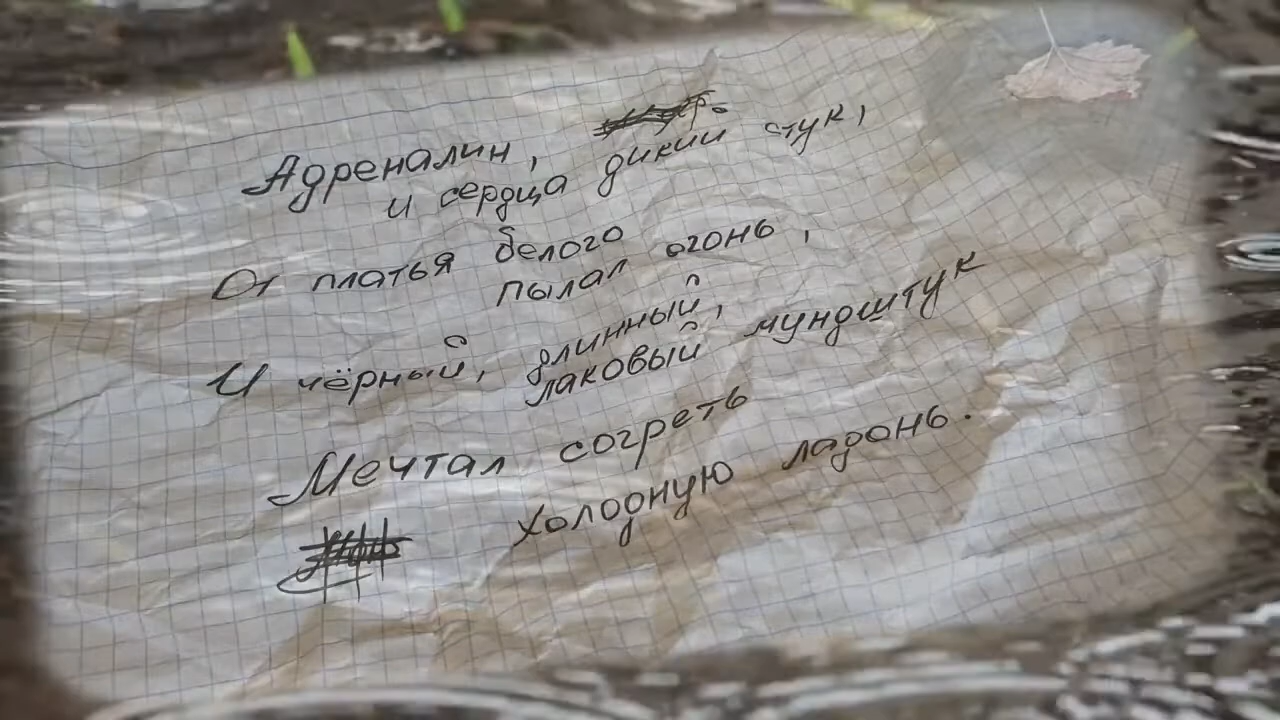 Адреналин,
и сердца дикий стук,
От платья белого
пылал огонь,
И чёрный, длинный,
лаковый мундштук
Мечтал согреть
холодную ладонь.